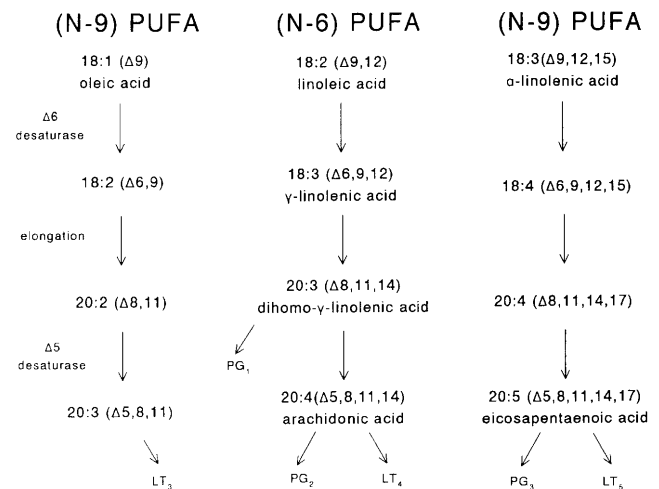 (N-9) PUFA
(N-6) PUFA
(N-9) PUFA
18:1 (Δ9)
oleic acid
18:2 (Δ9,12)
linoleic acid
18:3(Δ9,12,15)
α-linolenic acid
Δ6
desaturase
18:2 (Δ6,9)
18:3 (Δ6,9,12)
γ-linolenic acid
18:4 (Δ6,9,12,15)
elongation
20:2 (Δ8,11)
20:3 (Δ8,11,14)
dihomo-γ-linolenic acid
20:4 (Δ8,11,14,17)
Δ5
desaturase
PG₁
20:3 (Δ5,8,11)
20:4(Δ5,8,11,14)
arachidonic acid
20:5 (Δ5,8,11,14,17)
eicosapentaenoic acid
LT₃
PG₂
LT₄
PG₃
LT₅